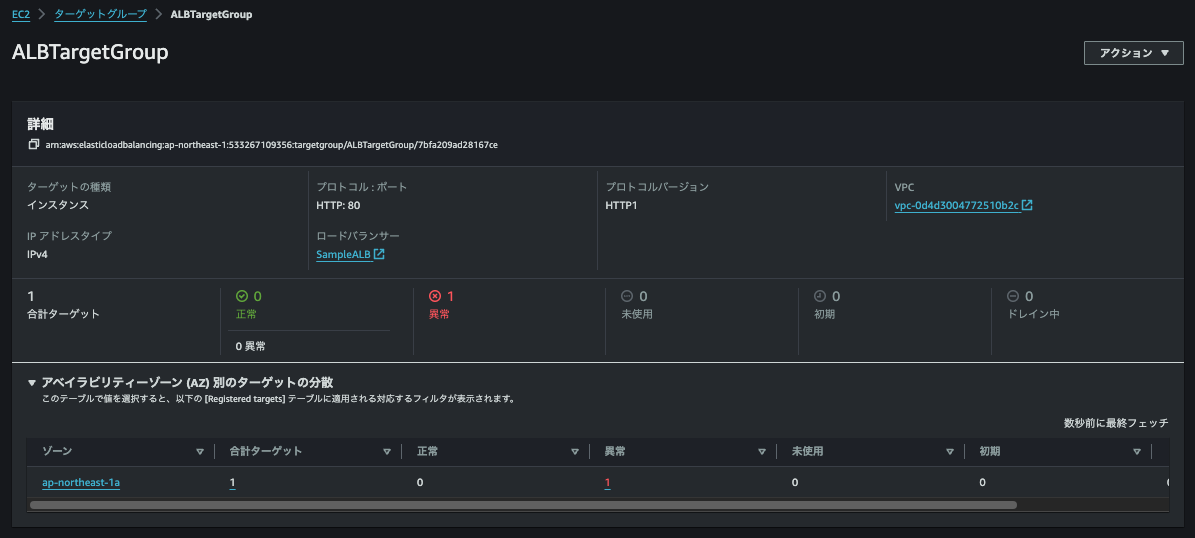 EC2 > ターゲットグループ > ALBTargetGroup
ALBTargetGroup
アクション ▼
詳細
arn:aws:elasticloadbalancing:ap-northeast-1:533267109356:targetgroup/ALBTargetGroup/7bfa209ad28167ce
ターゲットの種類
インスタンス
プロトコル : ポート
HTTP: 80
プロトコルバージョン
HTTP1
VPC
vpc-0d4d3004772510b2c
IP アドレスタイプ
IPv4
ロードバランサー
SampleALB
1
合計ターゲット
0
正常
0 異常
1
異常
0
未使用
0
初期
0
ドレイン中
▼ アベイラビリティーゾーン (AZ) 別のターゲットの分散
このテーブルで値を選択すると、以下の [Registered targets] テーブルに適用される対応するフィルタが表示されます。
数秒前に最終フェッチ
ゾーン 合計ターゲット 正常 異常 未使用 初期
ap-northeast-1a 1 0 1 0 0